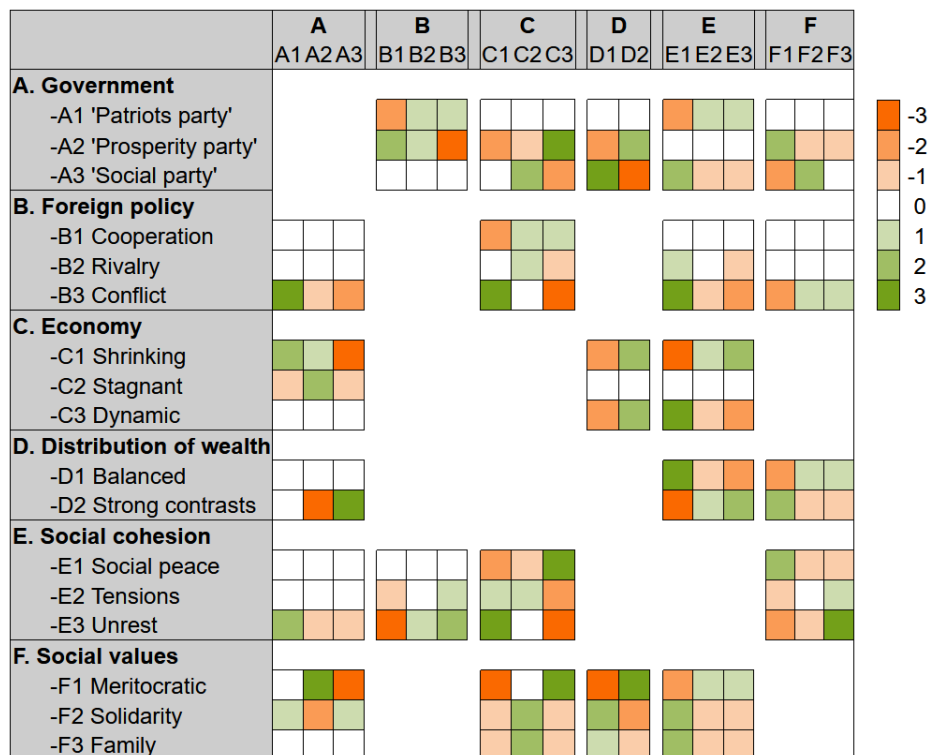 A B C D E F
A1 A2 A3 B1 B2 B3 C1 C2 C3 D1 D2 E1 E2 E3 F1 F2 F3
A. Government
-A1 'Patriots party'
-A2 'Prosperity party'
-A3 'Social party'
B. Foreign policy
-B1 Cooperation
-B2 Rivalry
-B3 Conflict
C. Economy
-C1 Shrinking
-C2 Stagnant
-C3 Dynamic
D. Distribution of wealth
-D1 Balanced
-D2 Strong contrasts
E. Social cohesion
-E1 Social peace
-E2 Tensions
-E3 Unrest
F. Social values
-F1 Meritocratic
-F2 Solidarity
-F3 Family
-3
-2
-1
0
1
2
3